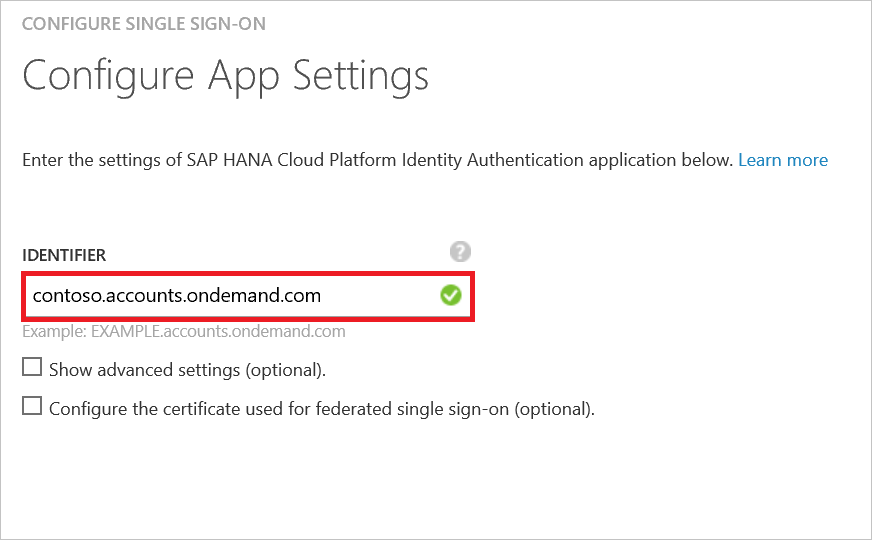 CONFIGURE SINGLE SIGN-ON
Configure App Settings
Enter the settings of SAP HANA Cloud Platform Identity Authentication application below. Learn more
IDENTIFIER ?
contoso.accounts.ondemand.com
Example: EXAMPLE.accounts.ondemand.com
Show advanced settings (optional).
Configure the certificate used for federated single sign-on (optional).